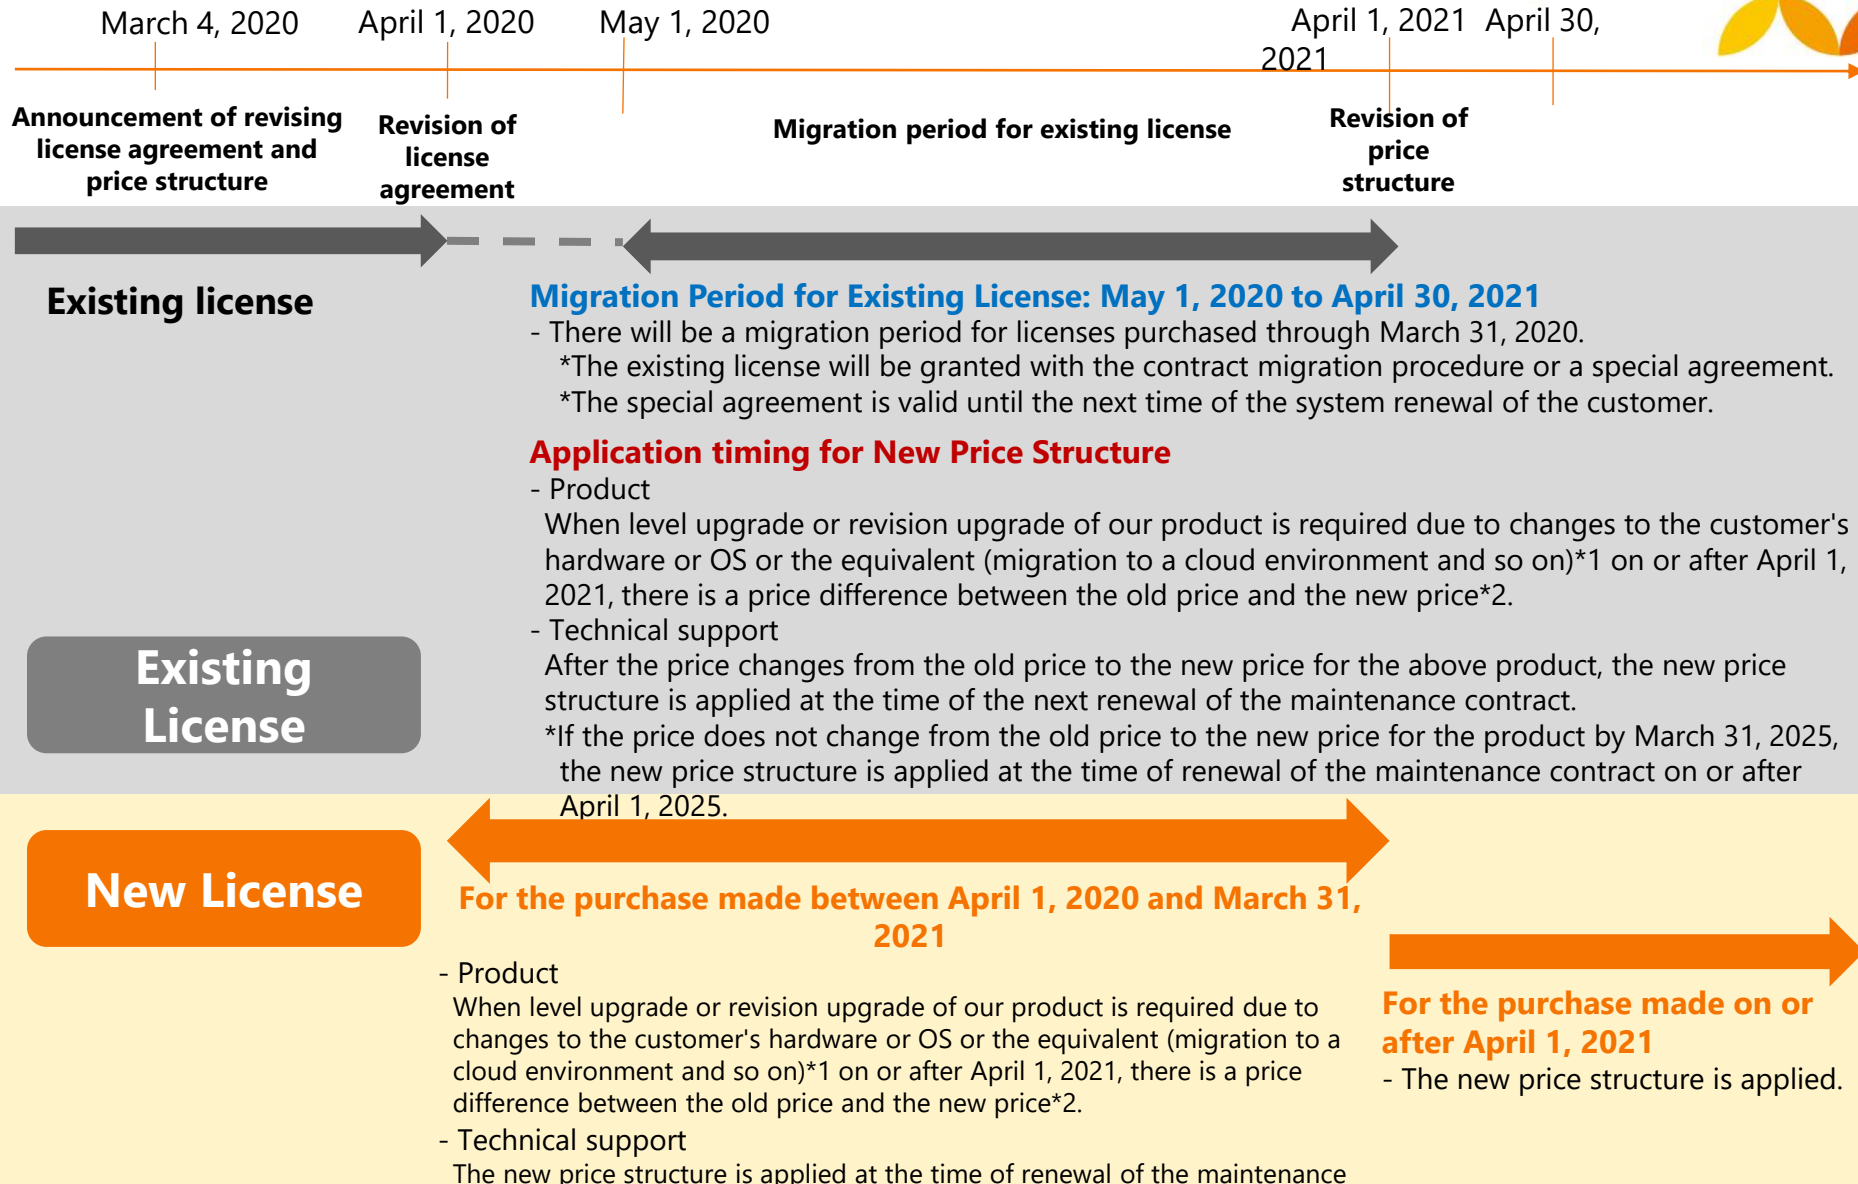 March 4, 2020
April 1, 2020
May 1, 2020
April 1, 2021
2021
April 30,
Announcement of revising
license agreement and
price structure
Revision of
license
agreement
Migration period for existing license
Revision of
price
structure
Existing license
Migration Period for Existing License: May 1, 2020 to April 30, 2021
- There will be a migration period for licenses purchased through March 31, 2020.
*The existing license will be granted with the contract migration procedure or a special agreement.
*The special agreement is valid until the next time of the system renewal of the customer.
Application timing for New Price Structure
- Product
When level upgrade or revision upgrade of our product is required due to changes to the customer's
hardware or OS or the equivalent (migration to a cloud environment and so on)*1 on or after April 1,
2021, there is a price difference between the old price and the new price*2.
- Technical support
After the price changes from the old price to the new price for the above product, the new price
structure is applied at the time of the next renewal of the maintenance contract.
*If the price does not change from the old price to the new price for the product by March 31, 2025,
the new price structure is applied at the time of renewal of the maintenance contract on or after
April 1, 2025.
Existing
License
New License
For the purchase made between April 1, 2020 and March 31,
2021
- Product
When level upgrade or revision upgrade of our product is required due to
changes to the customer's hardware or OS or the equivalent (migration to a
cloud environment and so on)*1 on or after April 1, 2021, there is a price
difference between the old price and the new price*2.
- Technical support
The new price structure is applied at the time of renewal of the maintenance
For the purchase made on or
after April 1, 2021
- The new price structure is applied.